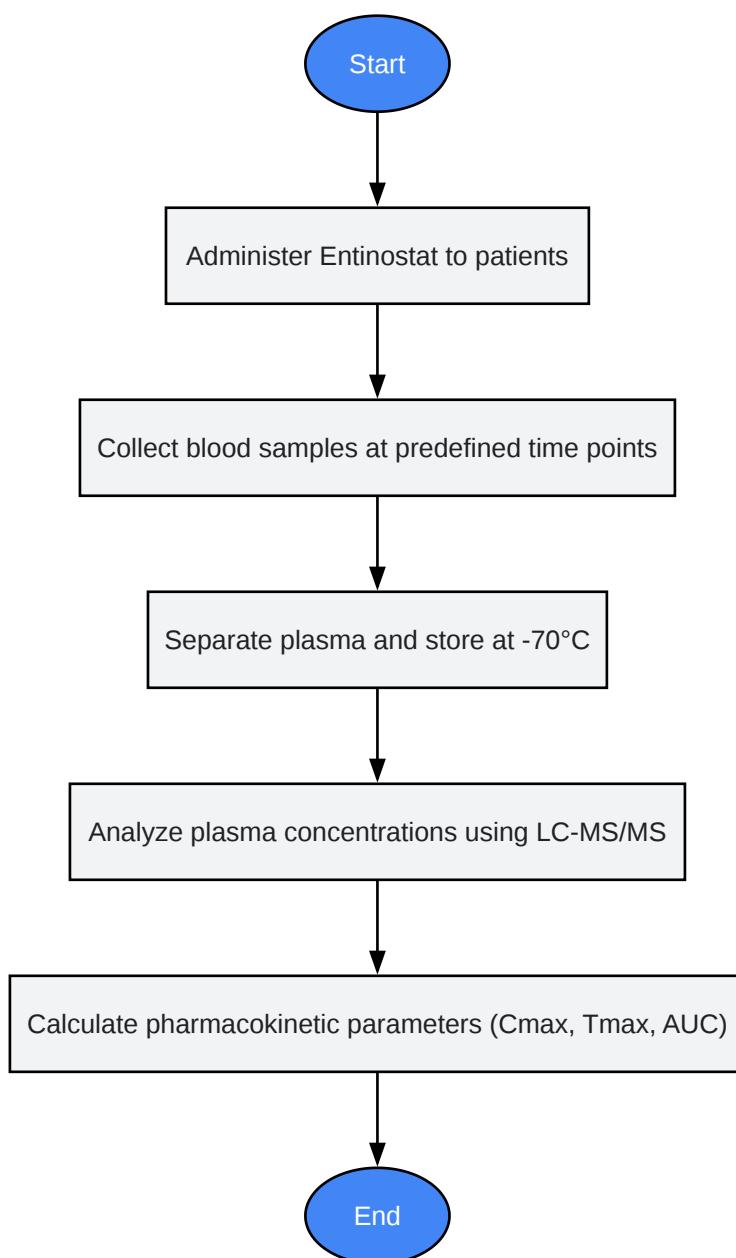 Start
Administer Entinostat to patients
Collect blood samples at predefined time points
Separate plasma and store at -70°C
Analyze plasma concentrations using LC-MS/MS
Calculate pharmacokinetic parameters (Cmax, Tmax, AUC)
End